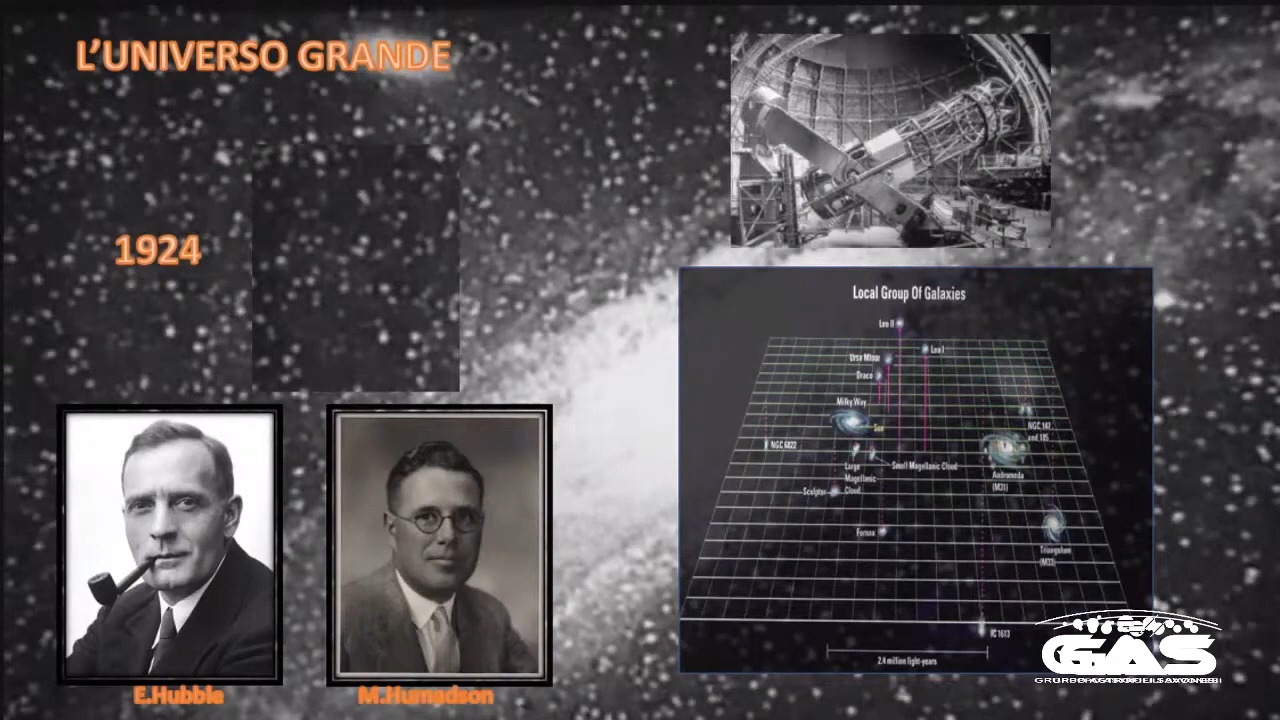 L'UNIVERSO GRANDE
1924
E.Hubble
M.Humadson
Local Group Of Galaxies
Leo II
Leo I
Ursa Minor
Draco
Milky Way
Sun
NGC 147
and 185
NGC 6822
Large
Magellanic
Cloud
Small Magellanic Cloud
Andromeda
(M31)
Sculptor
Fornax
Triangulum
(M33)
IC 1613
2.4 million light-years
GAS